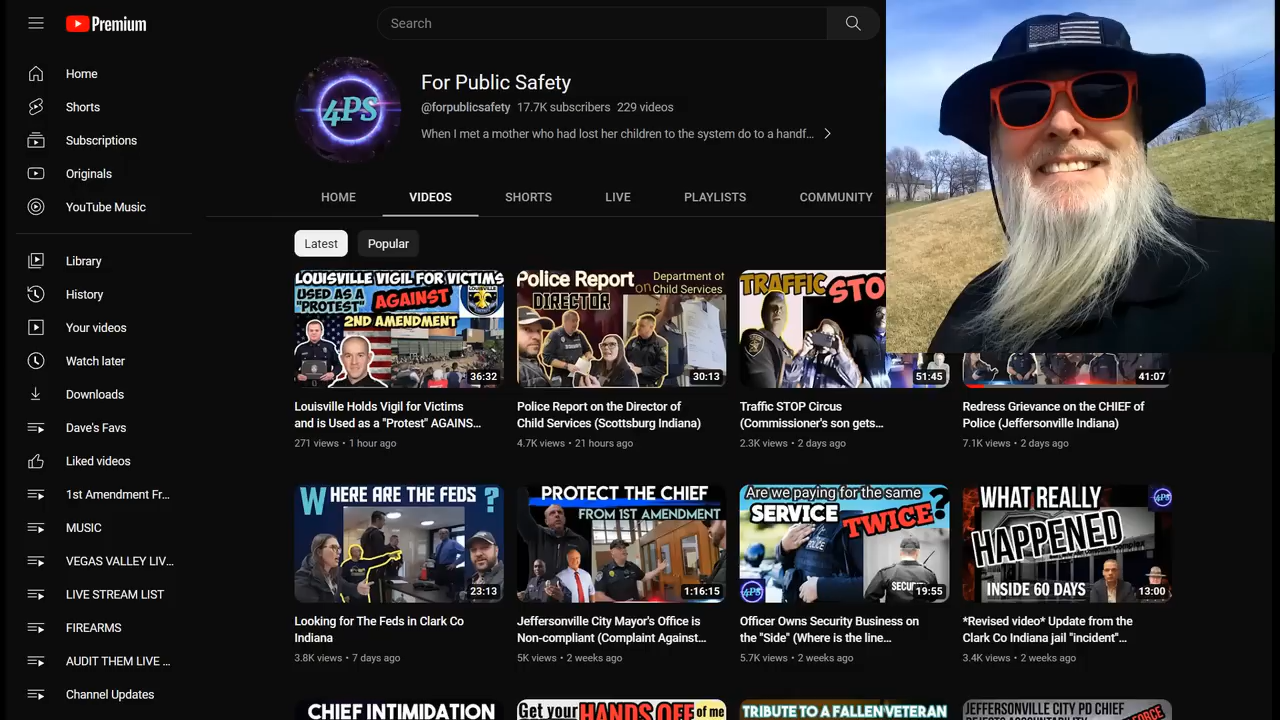 Premium
Search
Home
Shorts
Subscriptions
Originals
YouTube Music
Library
History
Your videos
Watch later
Downloads
Dave's Favs
Liked videos
1st Amendment Fr...
MUSIC
VEGAS VALLEY LIV...
LIVE STREAM LIST
FIREARMS
AUDIT THEM LIVE ...
Channel Updates
4PS
For Public Safety
@forpublicsafety 17.7K subscribers 229 videos
When I met a mother who had lost her children to the system do to a handf...
HOME VIDEOS SHORTS LIVE PLAYLISTS COMMUNITY
Latest Popular
LOUISVILLE VIGIL FOR VICTIMS
USED AS A
"PROTEST" AGAINST
2ND AMENDMENT
36:32
Louisville Holds Vigil for Victims
and is Used as a "Protest" AGAINS...
271 views • 1 hour ago
Police Report on Department of
Child Services
DIRECTOR
30:13
Police Report on the Director of
Child Services (Scottsburg Indiana)
4.7K views • 21 hours ago
TRAFFIC STO
51:45
Traffic STOP Circus
(Commissioner's son gets...
2.3K views • 2 days ago
41:07
Redress Grievance on the CHIEF of
Police (Jeffersonville Indiana)
7.1K views • 2 days ago
WHERE ARE THE FEDS ?
23:13
Looking for The Feds in Clark Co
Indiana
3.8K views • 7 days ago
PROTECT THE CHIEF
FROM 1ST AMENDMENT
1:16:15
Jeffersonville City Mayor's Office is
Non-compliant (Complaint Against...
5K views • 2 weeks ago
Are we paying for the same
SERVICE TWICE?
POLICE
SECURI
4PS
19:55
Officer Owns Security Business on
the "Side" (Where is the line...
5.7K views • 2 weeks ago
WHAT REALLY
HAPPENED
INSIDE 60 DAYS
4PS
13:00
*Revised video* Update from the
Clark Co Indiana jail "incident"...
3.4K views • 2 weeks ago
CHIEF INTIMIDATION
Get your HANDS OFF of me
TRIBUTE TO A FALLEN VETERAN
JEFFERSONVILLE CITY PD CHIEF